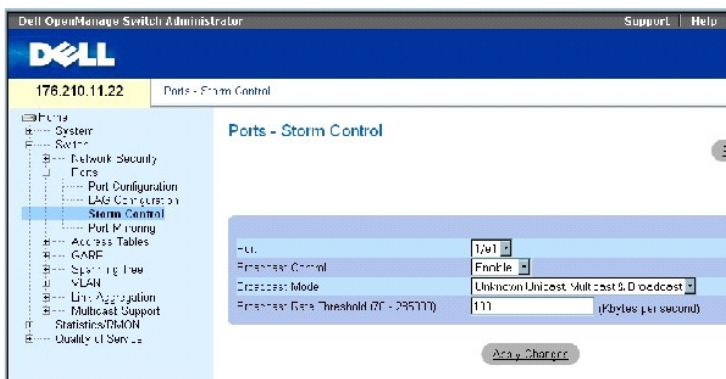 Dell OpenManage Switch Administrator
Support Help
DELL
176.210.11.22
Ports - Storm Control
Home
System
Switch
Network Security
Ports
Port Configuration
LAG Configuration
Storm Control
Port Mirroring
Address Tables
GARP
Spanning Tree
VLAN
Link Aggregation
Multicast Support
Statistics/RMON
Quality of Service
Ports - Storm Control
Port
1/e1
Broadcast Control
Enable
Broadcast Mode
Unknown Unicast, Multicast & Broadcast
Broadcast Rate Threshold
(Kbytes per second)
Apply Changes